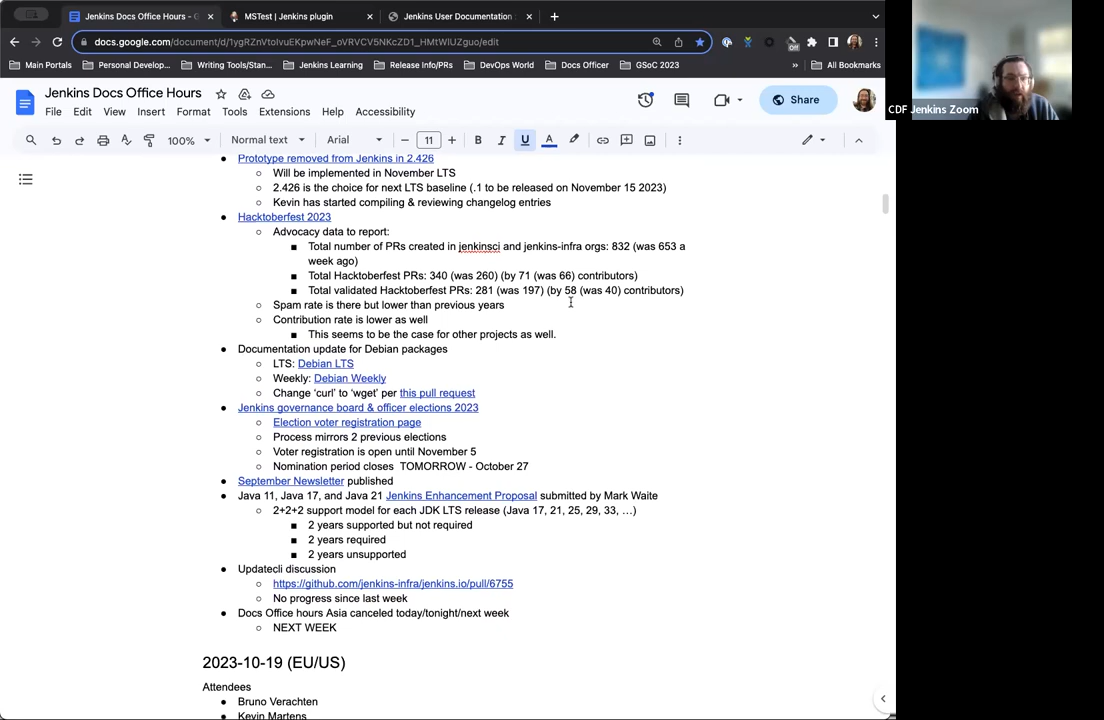 Jenkins Docs Office Hours - G
MSTest | Jenkins plugin
Jenkins User Documentation
docs.google.com/document/d/1ygRZnVtoIvuEKpwNeF_oVRVCV5NKcZD1_HMtWIUZguo/edit
Off
Main Portals
Personal Develop...
Writing Tools/Stan...
Jenkins Learning
Release Info/PRs
DevOps World
Docs Officer
GSoC 2023
»
All Bookmarks
Jenkins Docs Office Hours
File Edit View Insert Format Tools Extensions Help Accessibility
Share
CDF Jenkins Zoom
100% Normal text Arial 11 B I U A
Prototype removed from Jenkins in 2.426
Will be implemented in November LTS
2.426 is the choice for next LTS baseline (.1 to be released on November 15 2023)
Kevin has started compiling & reviewing changelog entries
Hacktoberfest 2023
Advocacy data to report:
Total number of PRs created in jenkinsci and jenkins-infra orgs: 832 (was 653 a
week ago)
Total Hacktoberfest PRs: 340 (was 260) (by 71 (was 66) contributors)
Total validated Hacktoberfest PRs: 281 (was 197) (by 58 (was 40) contributors)
Spam rate is there but lower than previous years
Contribution rate is lower as well
This seems to be the case for other projects as well.
Documentation update for Debian packages
LTS: Debian LTS
Weekly: Debian Weekly
Change ‘curl’ to ‘wget’ per this pull request
Jenkins governance board & officer elections 2023
Election voter registration page
Process mirrors 2 previous elections
Voter registration is open until November 5
Nomination period closes TOMORROW - October 27
September Newsletter published
Java 11, Java 17, and Java 21 Jenkins Enhancement Proposal submitted by Mark Waite
2+2+2 support model for each JDK LTS release (Java 17, 21, 25, 29, 33, …)
2 years supported but not required
2 years required
2 years unsupported
Updatecli discussion
https://github.com/jenkins-infra/jenkins.io/pull/6755
No progress since last week
Docs Office hours Asia canceled today/tonight/next week
NEXT WEEK
2023-10-19 (EU/US)
Attendees
Bruno Verachten
Kevin Martens